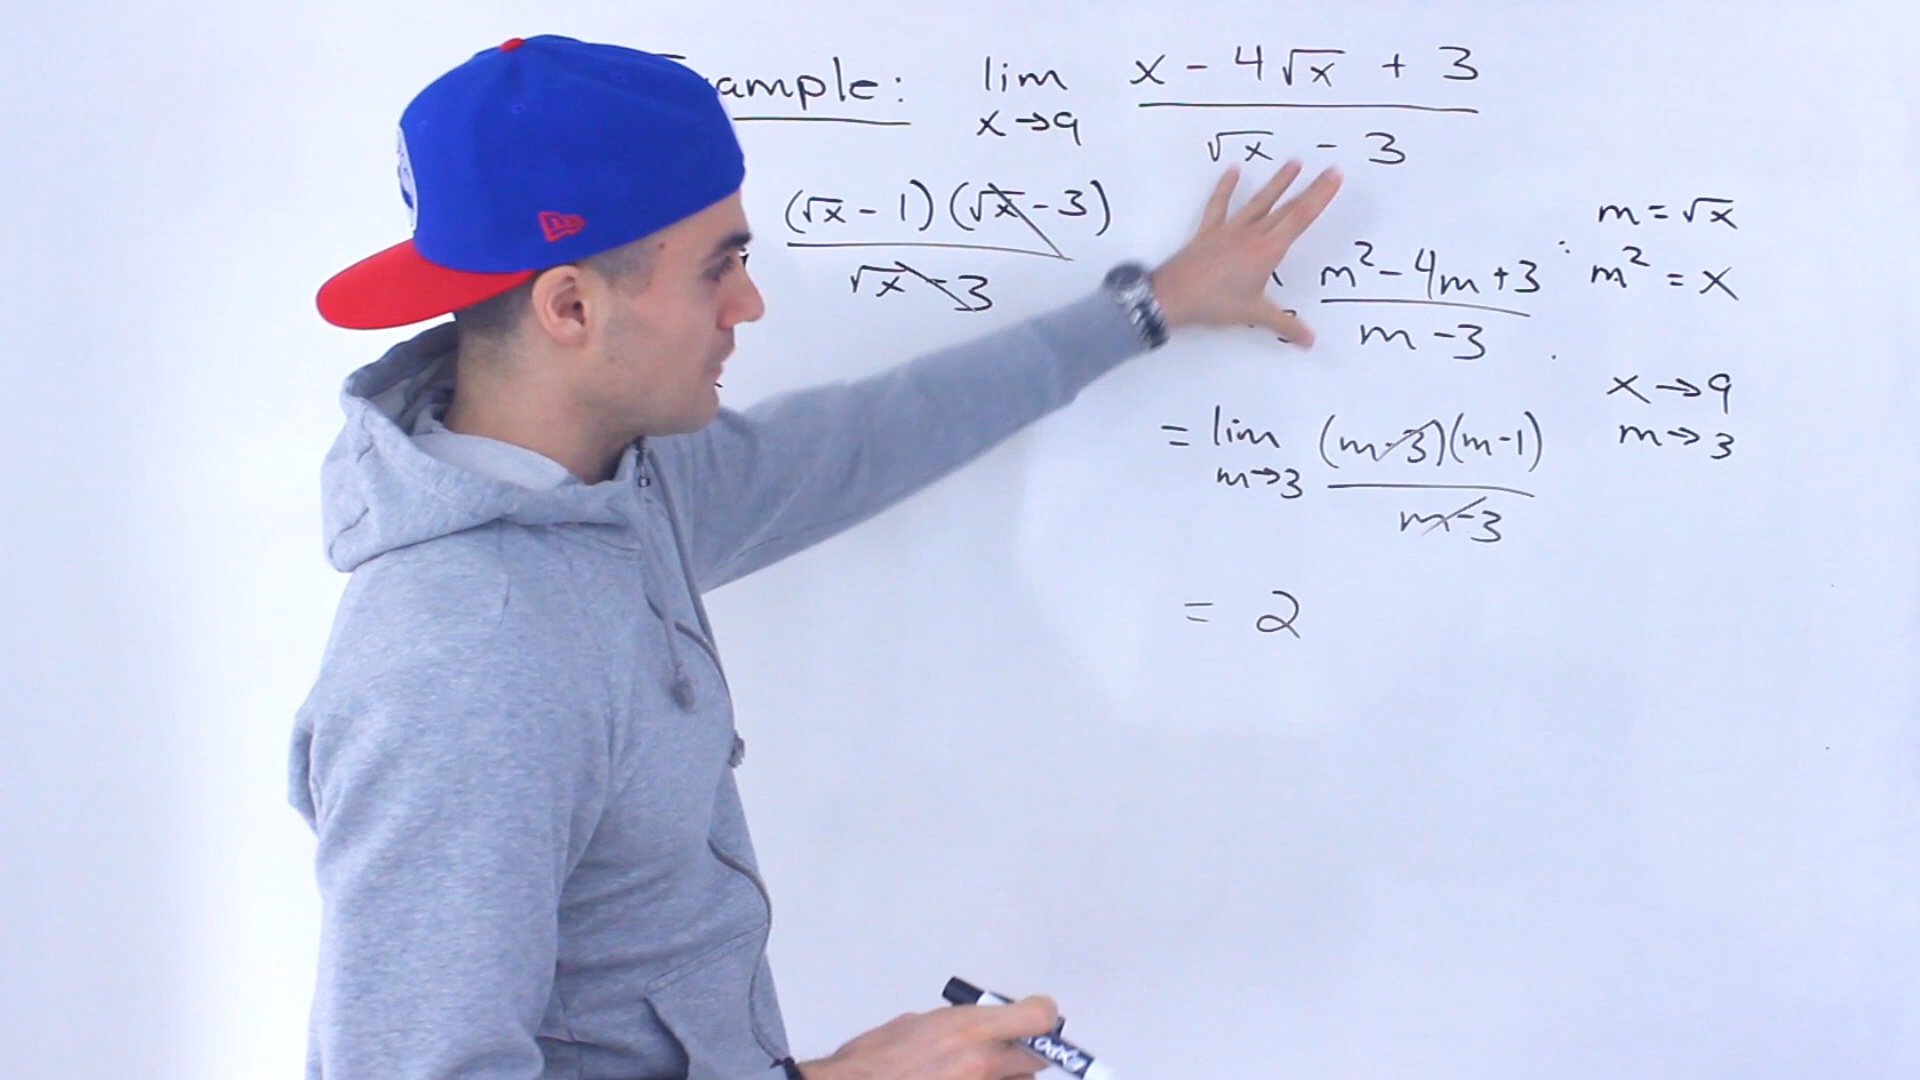 ample: lim x→9 (x - 4√x + 3)/(√x - 3)
(√x - 1)(√x - 3)/(√x - 3)
m = √x
m² - 4m + 3/(m - 3)
m² = x
x→9
m→3
= lim m→3 (m-3)(m-1)/(m-3)
= 2
EXPO